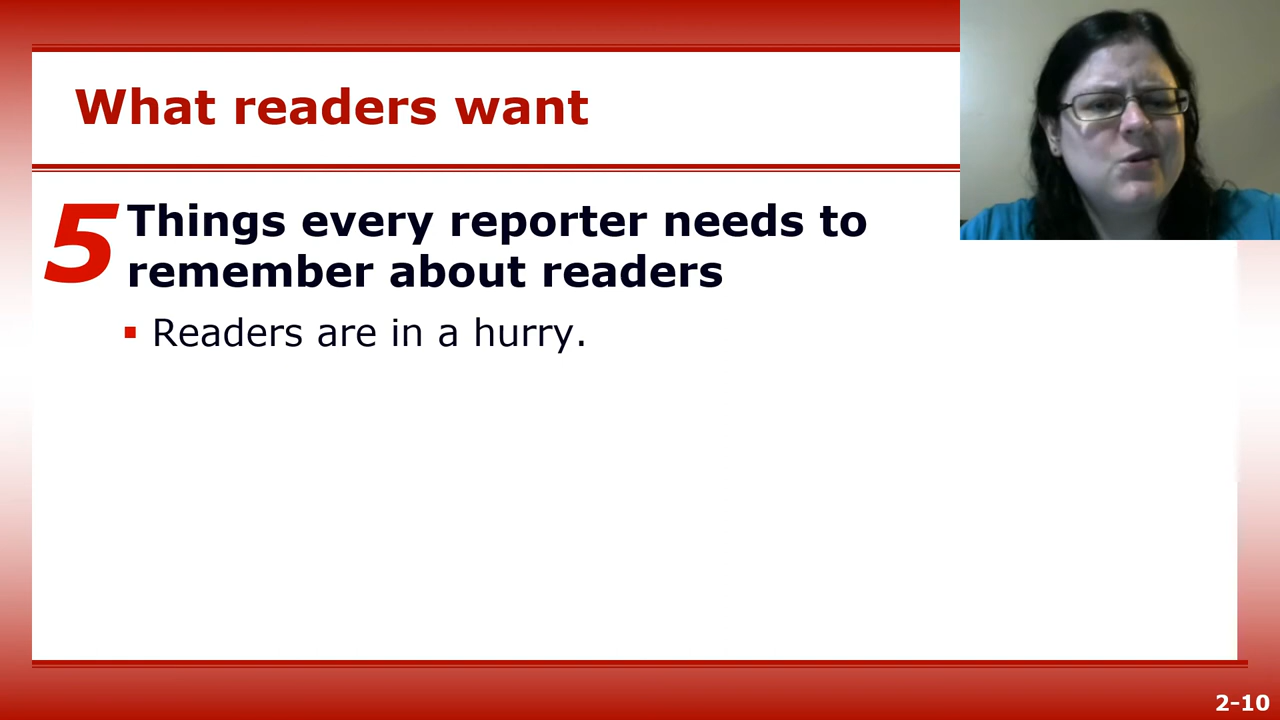 What readers want
5 Things every reporter needs to
remember about readers
▪ Readers are in a hurry.
2-10